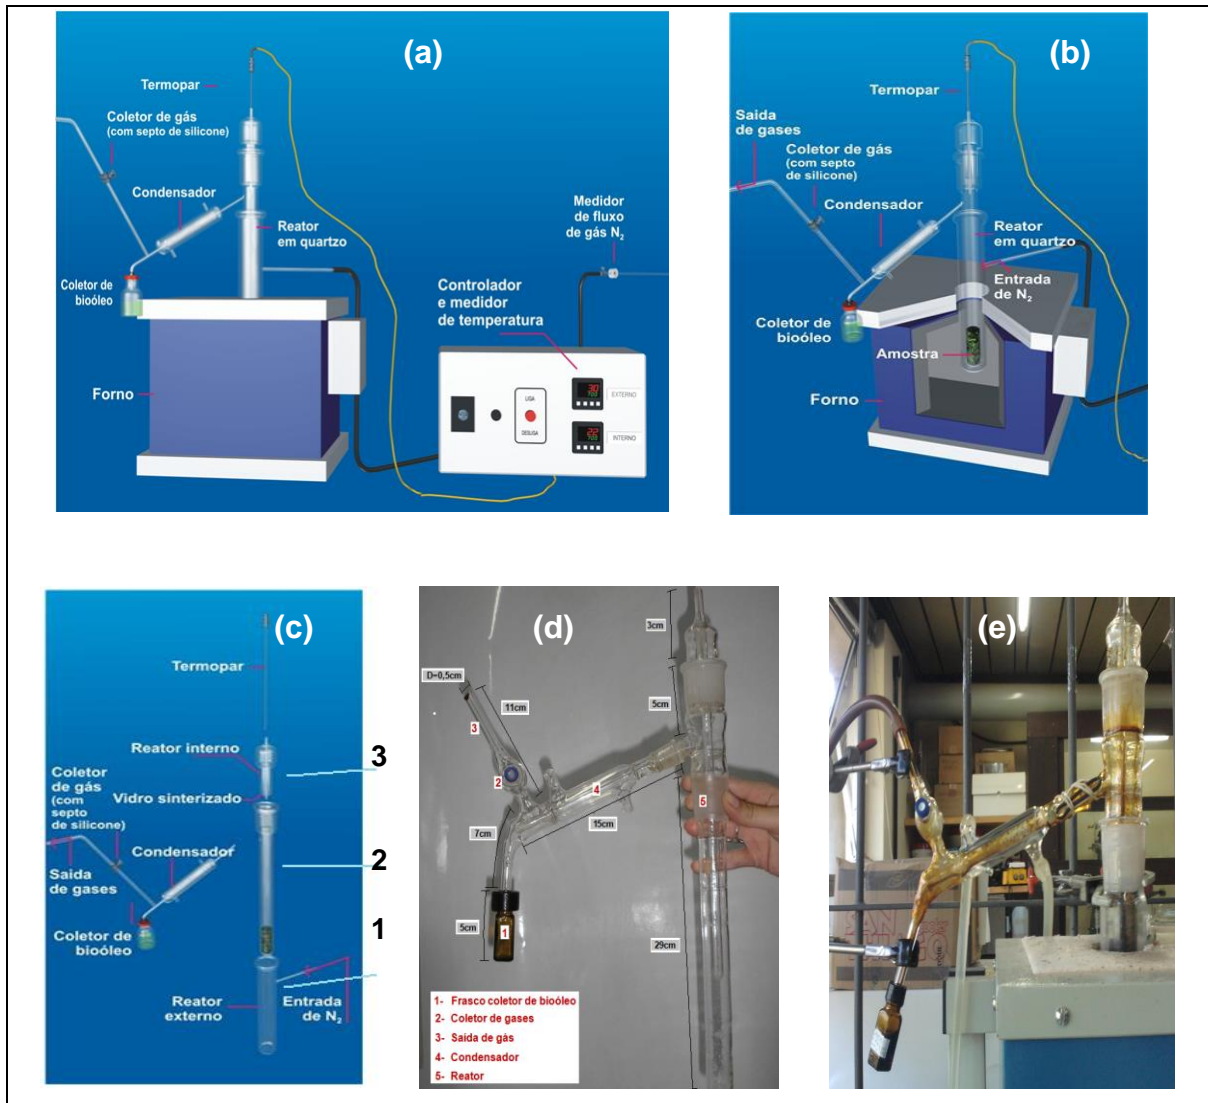 (a)
Termopar
Coletor de gás
(com septo de silicone)
Condensador
Reator
em quartzo
Coletor de
bioóleo
Forno
Medidor
de fluxo
de gás N2
Controlador
e medidor
de temperatura
LIGA
DESLIGA
30
EXTERNO
22
INTERNO
(b)
Termopar
Saida
de gases
Coletor de gás
(com septo
de silicone)
Condensador
Reator
em quartzo
Entrada
de N2
Coletor de
bioóleo
Amostra
Forno
(c)
Termopar
Reator interno
3
Coletor
de gás
(com
septo
de silicone)
Vidro sinterizado
Condensador
2
Saida
de gases
1
Coletor de
bioóleo
Reator
externo
Entrada
de N2
(d)
3cm
D=0,5cm
11cm
5cm
3
2
4
5
7cm
15cm
5cm
1
29cm
1- Frasco coletor de bioóleo
2- Coletor de gases
3- Saída de gás
4- Condensador
5- Reator
(e)
SAN